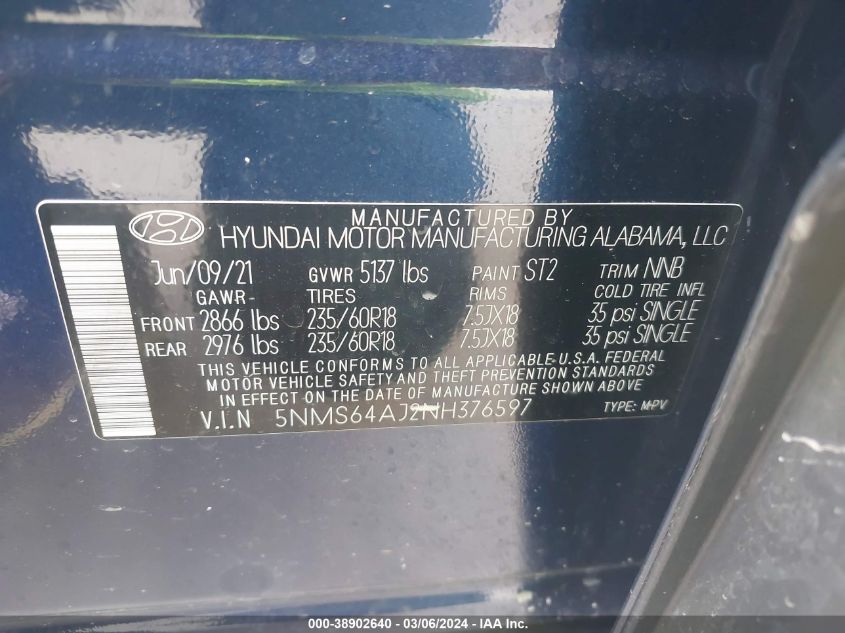 MANUFACTURED BY
HYUNDAI MOTOR MANUFACTURING ALABAMA, LLC
Jun/09/21 GVWR 5137 lbs PAINT ST2 TRIM NNB
GAWR- TIRES RIMS COLD TIRE INFL
FRONT 2866 lbs 235/60R18 7.5JX18 35 psi SINGLE
REAR 2976 lbs 235/60R18 7.5JX18 35 psi SINGLE
THIS VEHICLE CONFORMS TO ALL APPLICABLE U.S.A. FEDERAL
MOTOR VEHICLE SAFETY AND THEFT PREVENTION STANDARDS
IN EFFECT ON THE DATE OF MANUFACTURE SHOWN ABOVE
V.I.N 5NMS64AJ2NH376597 TYPE: MPV
000-38902640 - 03/06/2024 - IAA Inc.